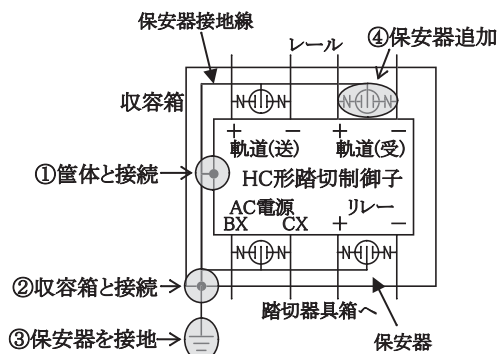 保安器接地線
レール
④保安器追加
収容箱
N N N N
+ − + −
軌道(送) 軌道(受)
①筐体と接続
HC形踏切制御子
AC電源 リレー
BX CX + −
N N N N
②収容箱と接続
踏切器具箱へ
③保安器を接地
保安器